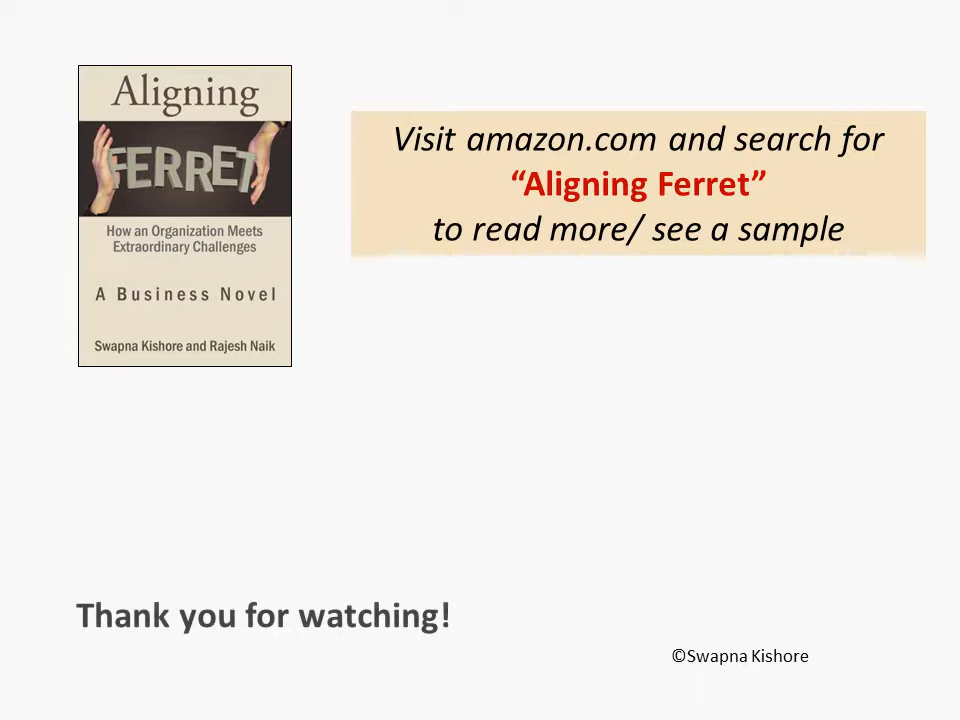 Aligning
FERRET
How an Organization Meets
Extraordinary Challenges
A Business Novel
Swapna Kishore and Rajesh Naik
Visit amazon.com and search for
“Aligning Ferret”
to read more/ see a sample
Thank you for watching!
©Swapna Kishore